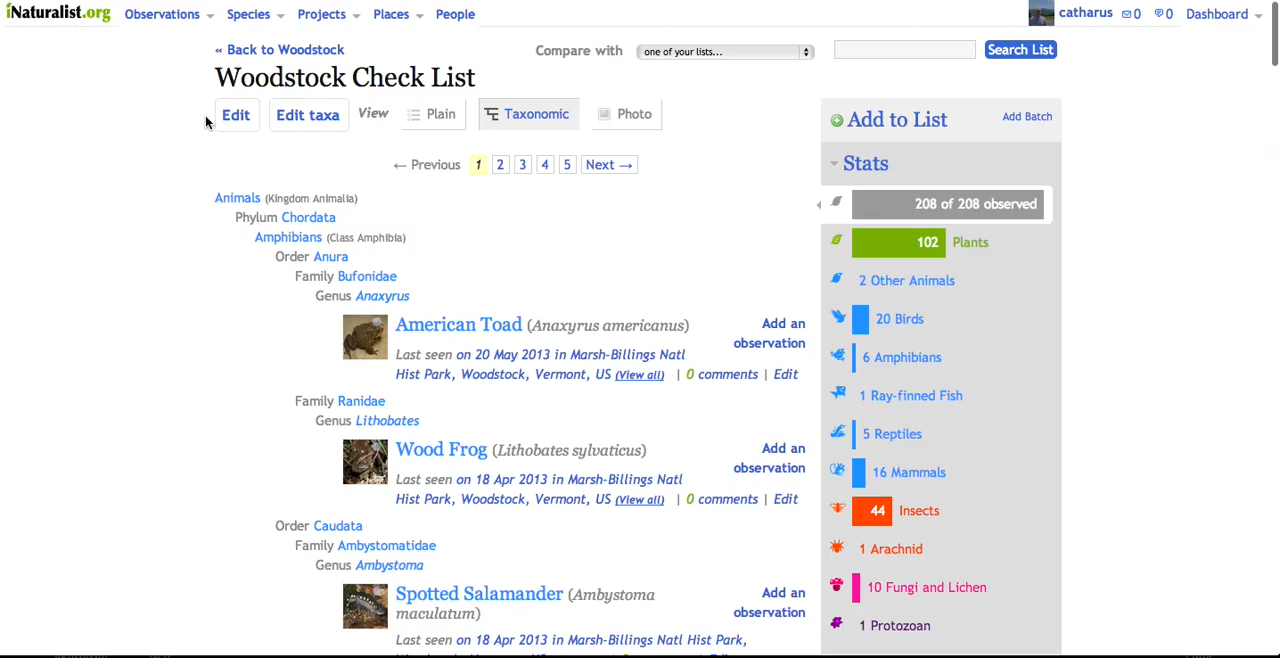 iNaturalist.org Observations Species Projects Places People catharus 0 0 Dashboard
« Back to Woodstock Compare with one of your lists... Search List
Woodstock Check List
Edit Edit taxa View Plain Taxonomic Photo
Add to List Add Batch
← Previous 1 2 3 4 5 Next →
Stats
Animals (Kingdom Animalia)
208 of 208 observed
Phylum Chordata
Amphibians (Class Amphibia)
102 Plants
Order Anura
Family Bufonidae
2 Other Animals
Genus Anaxyrus
American Toad (Anaxyrus americanus) Add an observation
20 Birds
Last seen on 20 May 2013 in Marsh-Billings Natl
6 Amphibians
Hist Park, Woodstock, Vermont, US (View all) | 0 comments | Edit
Family Ranidae
1 Ray-finned Fish
Genus Lithobates
5 Reptiles
Wood Frog (Lithobates sylvaticus) Add an observation
16 Mammals
Last seen on 18 Apr 2013 in Marsh-Billings Natl
Hist Park, Woodstock, Vermont, US (View all) | 0 comments | Edit
44 Insects
Order Caudata
Family Ambystomatidae
1 Arachnid
Genus Ambystoma
10 Fungi and Lichen
Spotted Salamander (Ambystoma Add an
maculatum) observation
1 Protozoan
Last seen on 18 Apr 2013 in Marsh-Billings Natl Hist Park,